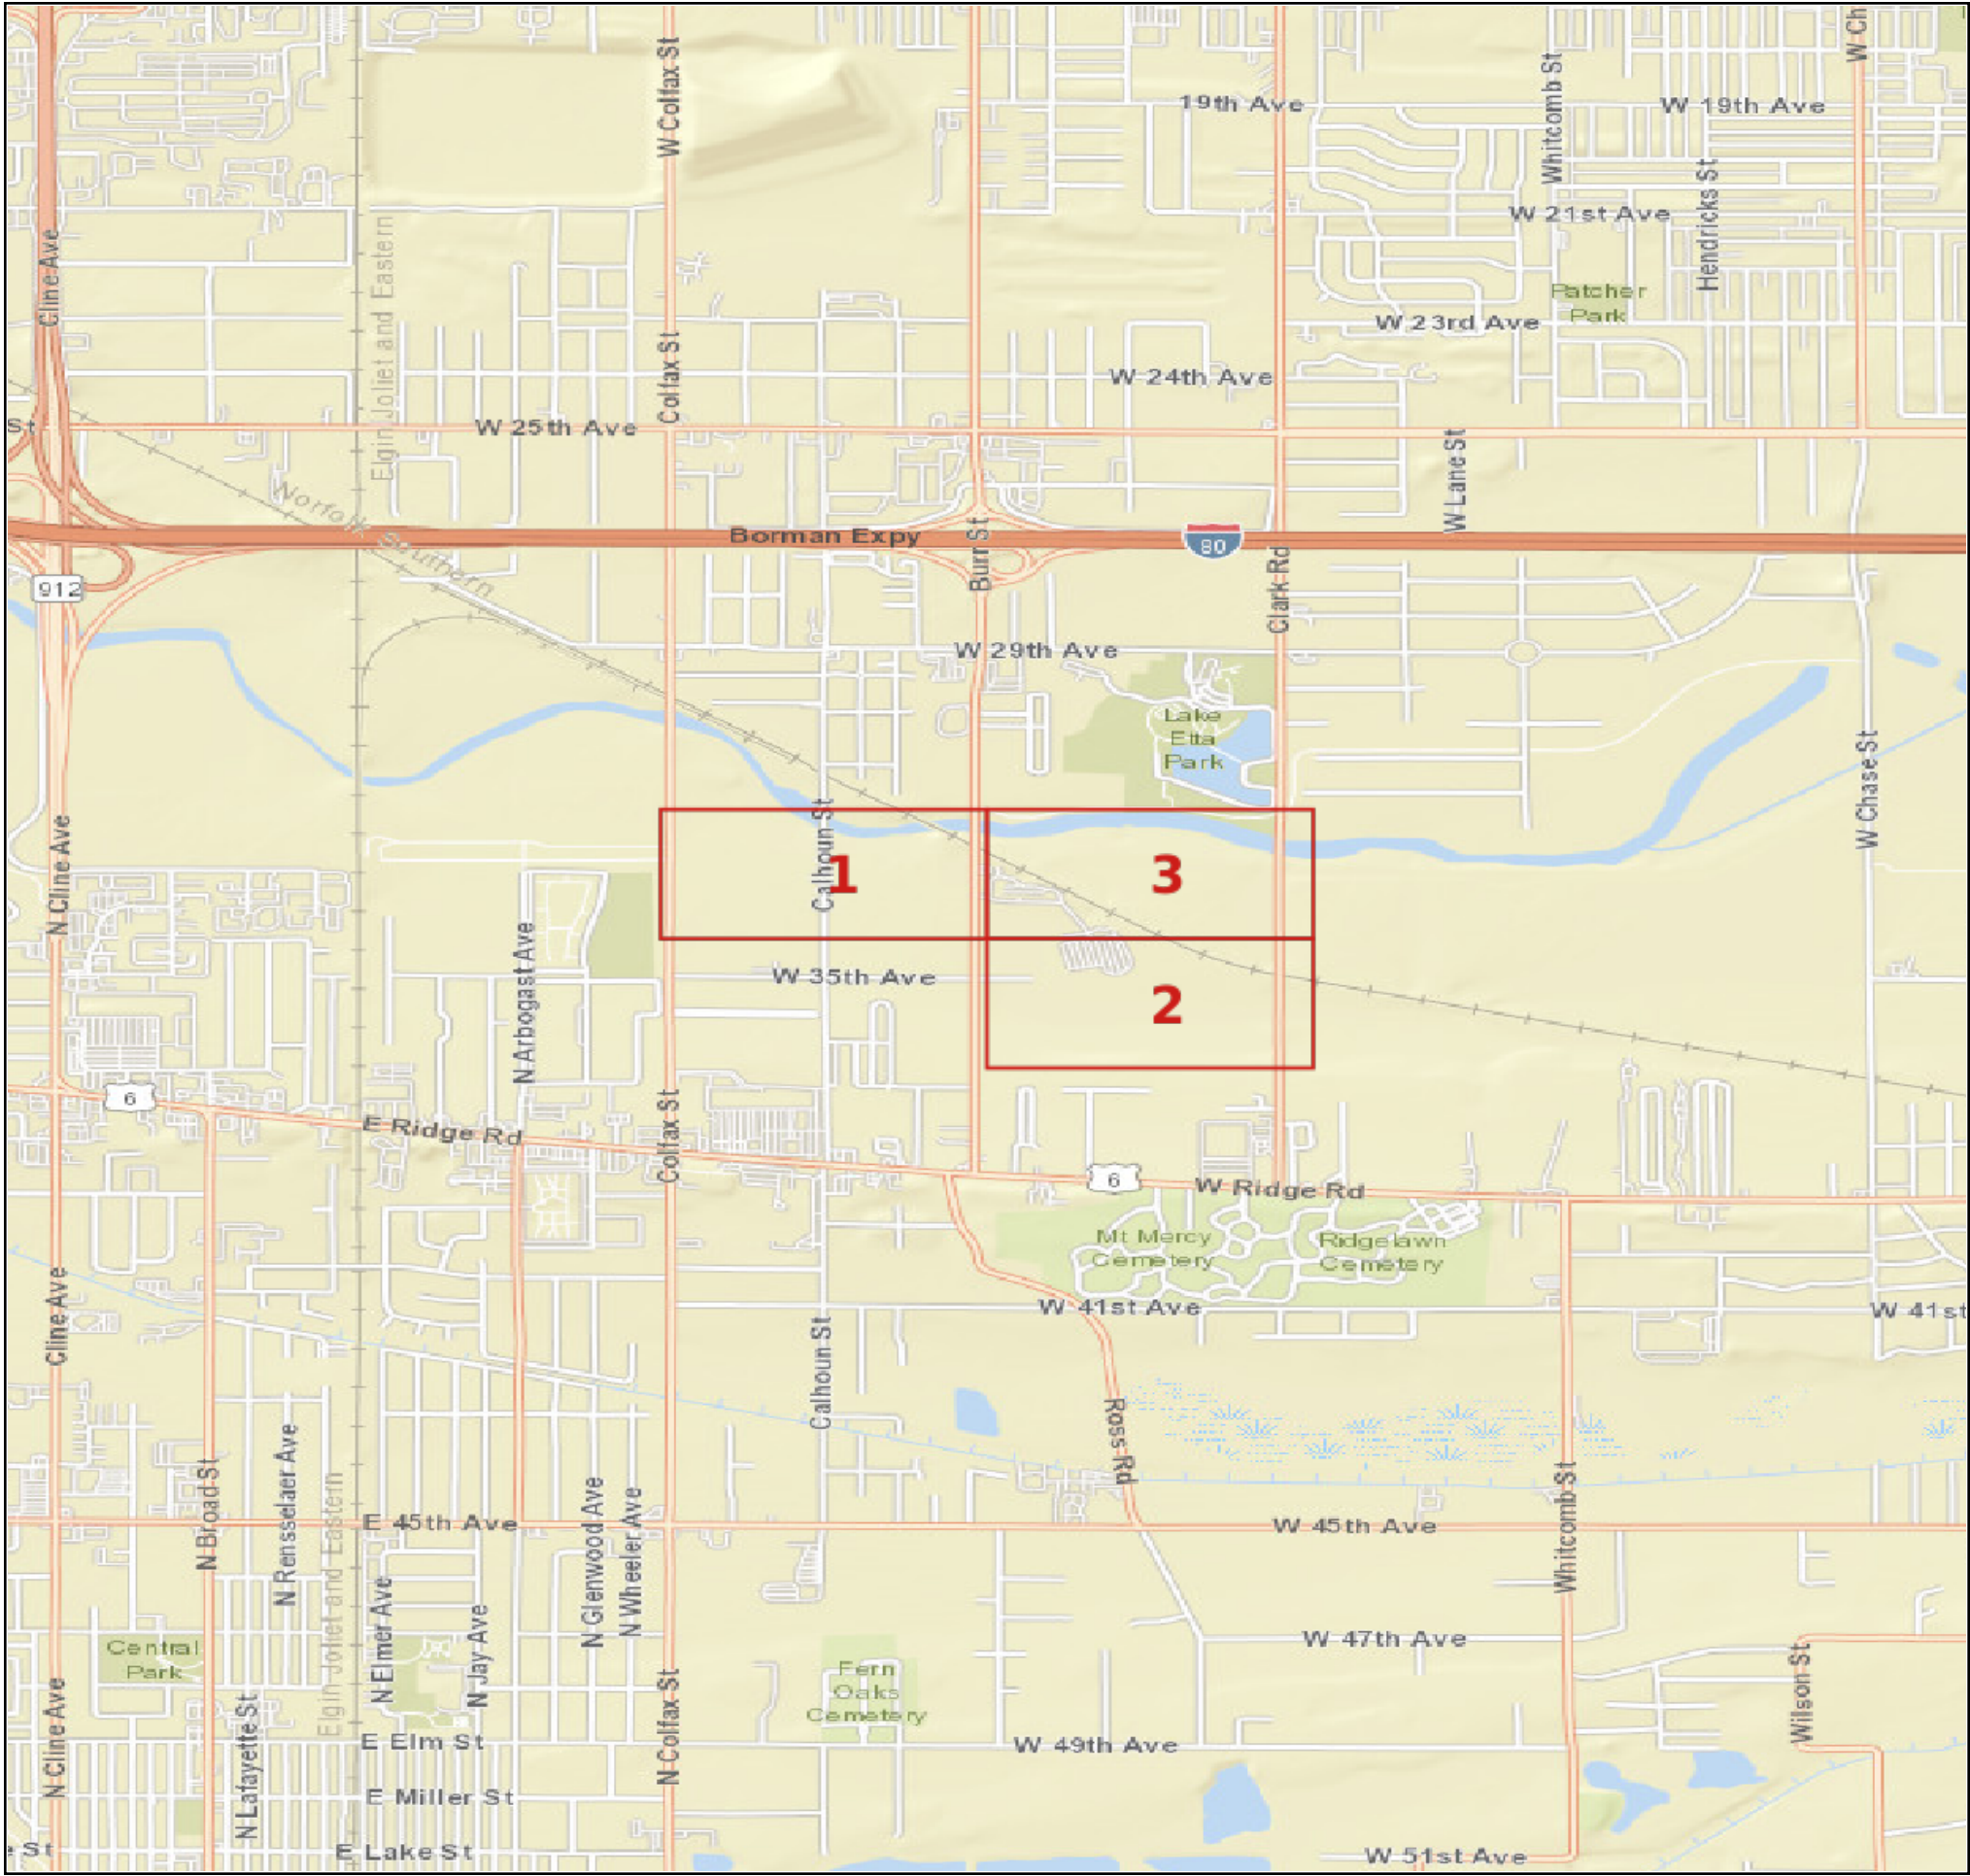 W Colfax St
19th Ave
Whitcomb St
W 19th Ave
W Ch
Cline Ave
Elgin Joliet and Eastern
W 21st Ave
Hendricks St
Patcher
Park
W 23rd Ave
Colfax St
W 24th Ave
St
W 25th Ave
W Lane St
Norfolk Southern
Borman Expy
Burr St
80
Clark Rd
912
W 29th Ave
Lake
Etta
Park
W Chase St
N Cline Ave
Calhoun St
1
3
N Arbogast Ave
W 35th Ave
2
6
E Ridge Rd
Colfax St
6
W Ridge Rd
Mt Mercy
Cemetery
Ridgelawn
Cemetery
Cline Ave
W 41st Ave
W 41st
Calhoun St
Ross Rd
N Broad St
N Rensselaer Ave
Elgin Joliet and Eastern
E 45th Ave
N Glenwood Ave
N Wheeler Ave
W 45th Ave
Whitcomb St
N Elmer Ave
N Jay Ave
Central
Park
W 47th Ave
Wilson St
Fern
Oaks
Cemetery
N Cline Ave
N Lafayette St
N Colfax St
E Elm St
W 49th Ave
E Miller St
e St
E Lake St
W 51st Ave